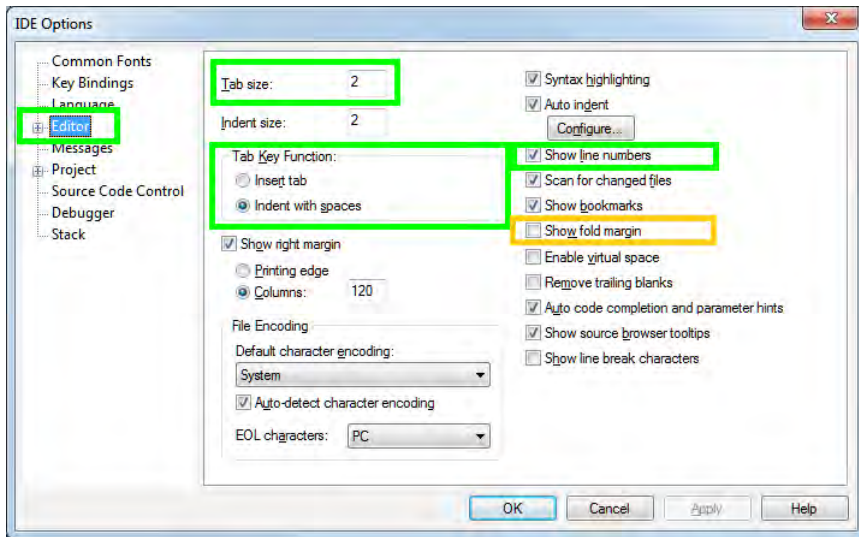 IDE Options
Common Fonts
Key Bindings
Language
Editor
Messages
Project
Source Code Control
Debugger
Stack
Tab size: 2
Indent size: 2
Tab Key Function:
Insert tab
Indent with spaces
Show right margin
Printing edge
Columns: 120
File Encoding
Default character encoding:
System
Auto-detect character encoding
EOL characters: PC
Syntax highlighting
Auto indent
Configure...
Show line numbers
Scan for changed files
Show bookmarks
Show fold margin
Enable virtual space
Remove trailing blanks
Auto code completion and parameter hints
Show source browser tooltips
Show line break characters
OK Cancel Apply Help